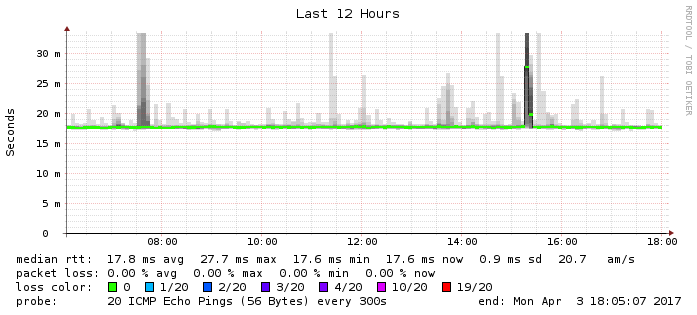 Last 12 Hours
RRDTOOL / TOBI OETIKER
Seconds
30 m
25 m
20 m
15 m
10 m
5 m
0
08:00 10:00 12:00 14:00 16:00 18:00
median rtt: 17.8 ms avg 27.7 ms max 17.6 ms min 17.6 ms now 0.9 ms sd 20.7 am/s
packet loss: 0.00 % avg 0.00 % max 0.00 % min 0.00 % now
loss color: 0 1/20 2/20 3/20 4/20 10/20 19/20
probe: 20 ICMP Echo Pings (56 Bytes) every 300s end: Mon Apr 3 18:05:07 2017